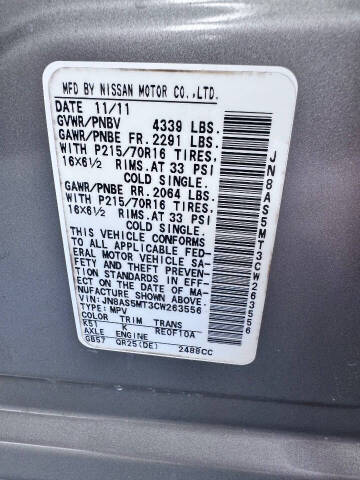 MFD BY NISSAN MOTOR CO.,LTD.
DATE 11/11
GVWR/PNBV 4339 LBS.
GAWR/PNBE FR. 2291 LBS.
WITH P215/70R16 TIRES,
16X6½ RIMS.AT 33 PSI
COLD SINGLE.
GAWR/PNBE RR. 2064 LBS.
WITH P215/70R16 TIRES,
16X6½ RIMS.AT 33 PSI
COLD SINGLE.
THIS VEHICLE CONFORMS
TO ALL APPLICABLE FED-
ERAL MOTOR VEHICLE SA-
FETY AND THEFT PREVEN-
TION STANDARDS IN EFF-
ECT ON THE DATE OF MA-
NUFACTURE SHOWN ABOVE.
VIN:JN8AS5MT3CW263556
TYPE:MPV
COLOR TRIM TRANS
K51 K RE0F10A
AXLE ENGINE
GB57 QR25(DE) 2488CC
JN8AS5MT3CW263556